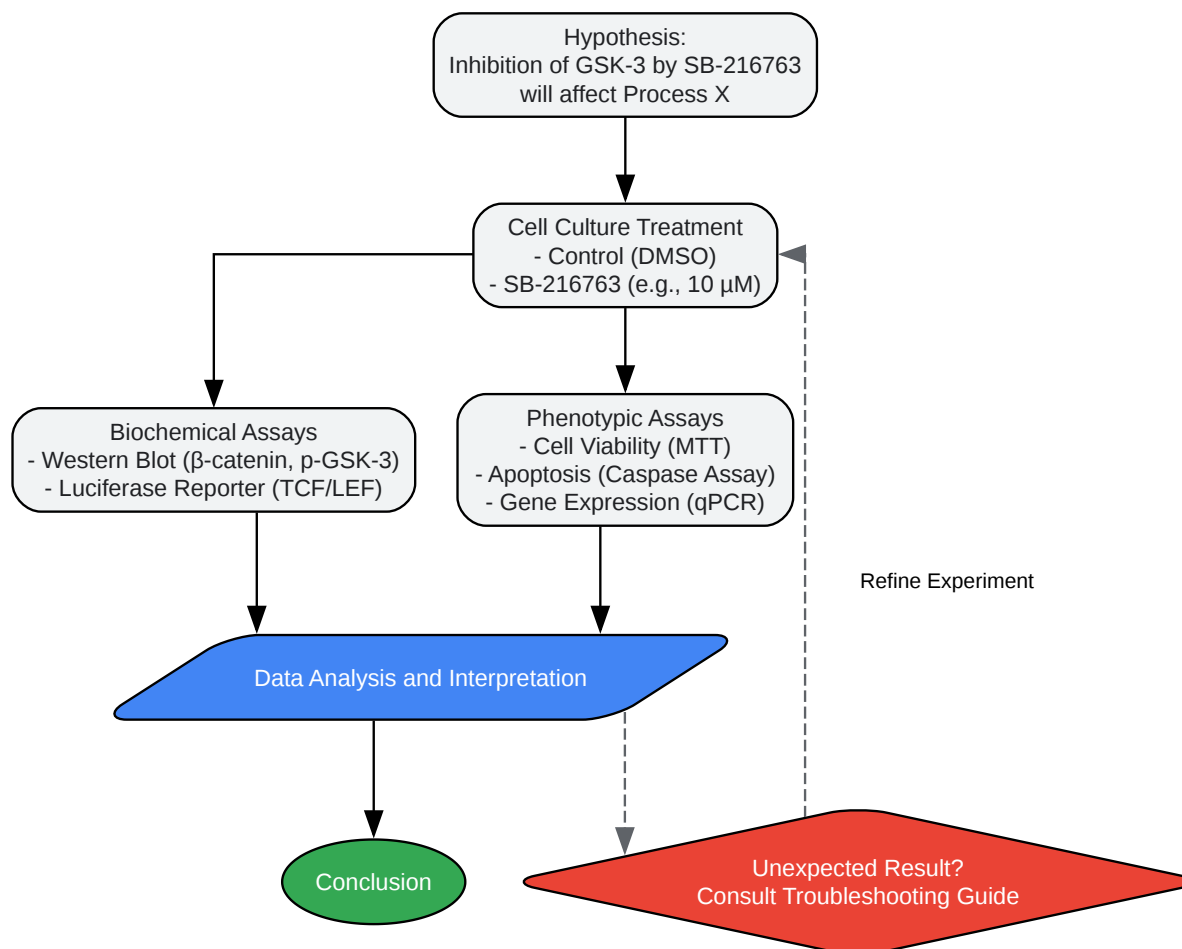 Hypothesis:
Inhibition of GSK-3 by SB-216763
will affect Process X
Cell Culture Treatment
- Control (DMSO)
- SB-216763 (e.g., 10 µM)
Biochemical Assays
- Western Blot (β-catenin, p-GSK-3)
- Luciferase Reporter (TCF/LEF)
Phenotypic Assays
- Cell Viability (MTT)
- Apoptosis (Caspase Assay)
- Gene Expression (qPCR)
Refine Experiment
Data Analysis and Interpretation
Conclusion
Unexpected Result?
Consult Troubleshooting Guide